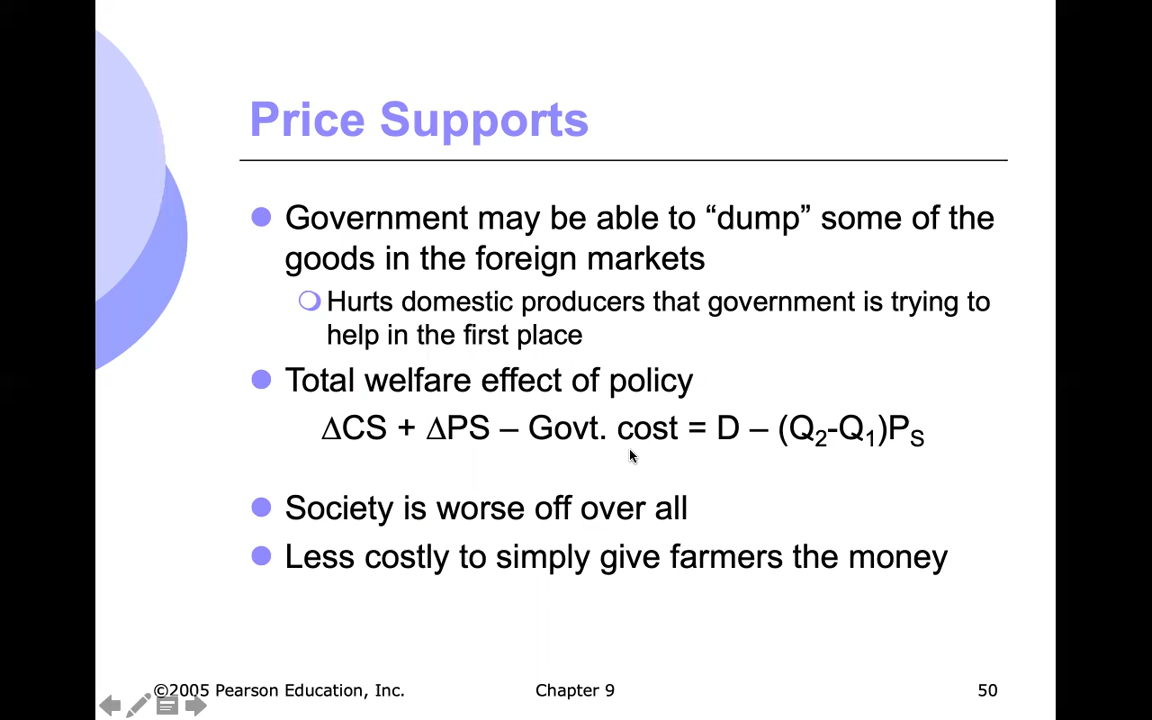 Price Supports
Government may be able to “dump” some of the
goods in the foreign markets
Hurts domestic producers that government is trying to
help in the first place
Total welfare effect of policy
∆CS + ∆PS – Govt. cost = D – (Q₂-Q₁)Pₛ
Society is worse off over all
Less costly to simply give farmers the money
©2005 Pearson Education, Inc. Chapter 9 50